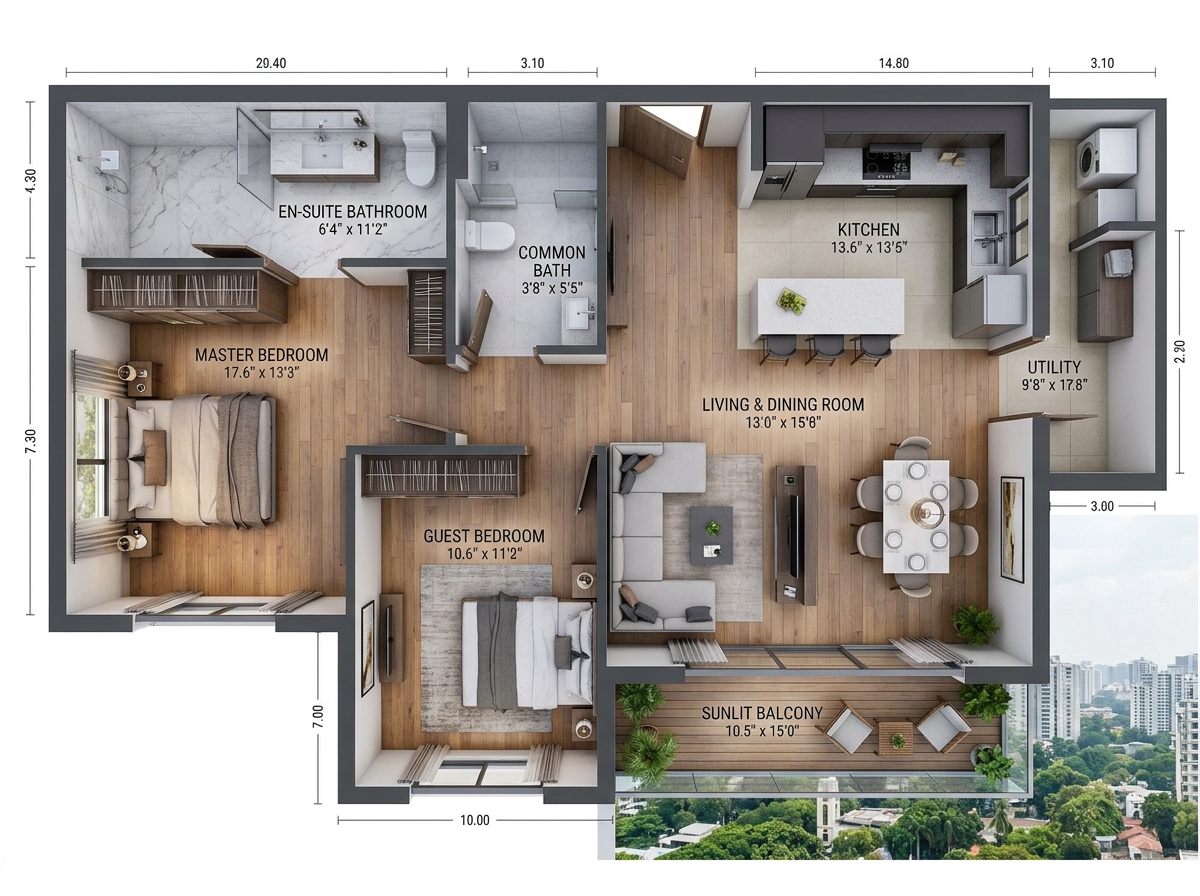 20.40
3.10
14.80
3.10
4.30
EN-SUITE BATHROOM
6'4" x 11'2"
COMMON
BATH
3'8" x 5'5"
KITCHEN
13.6" x 13'5"
MASTER BEDROOM
17.6" x 13'3"
2.90
UTILITY
9'8" x 17.8"
LIVING & DINING ROOM
13'0" x 15'8"
7.30
3.00
GUEST BEDROOM
10.6" x 11'2"
7.00
SUNLIT BALCONY
10.5" x 15'0"
10.00